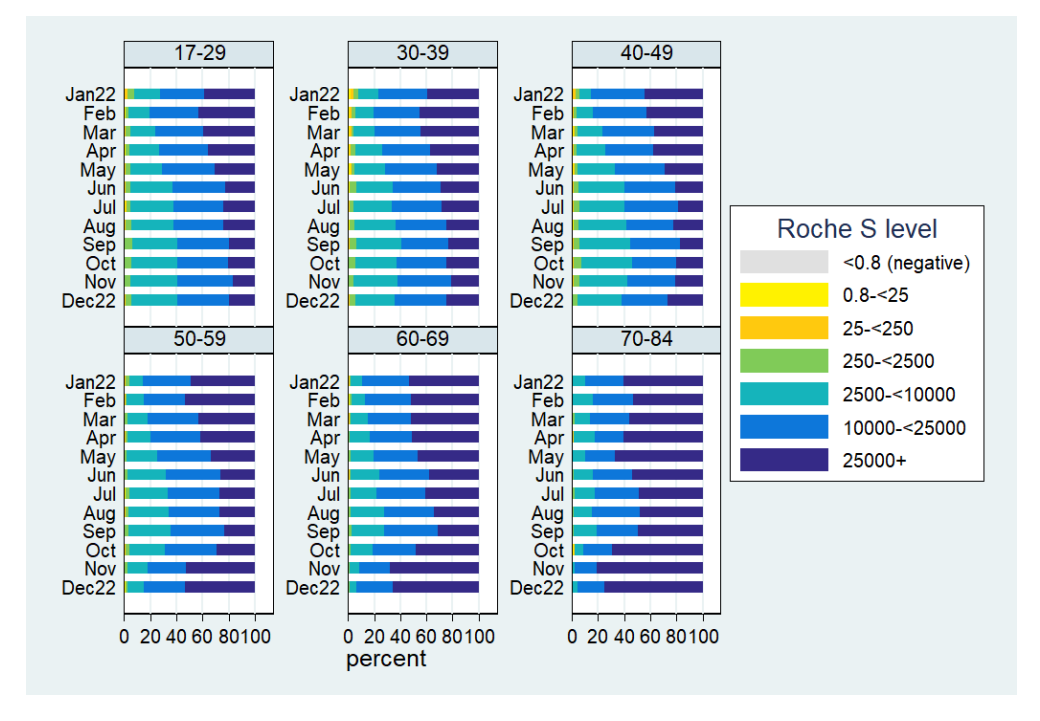 17-29 30-39 40-49
Jan22 Jan22 Jan22
Feb Feb Feb
Mar Mar Mar
Apr Apr Apr
May May May
Jun Jun Jun
Jul Jul Jul
Aug Aug Aug
Sep Sep Sep
Oct Oct Oct
Nov Nov Nov
Dec22 Dec22 Dec22
50-59 60-69 70-84
Jan22 Jan22 Jan22
Feb Feb Feb
Mar Mar Mar
Apr Apr Apr
May May May
Jun Jun Jun
Jul Jul Jul
Aug Aug Aug
Sep Sep Sep
Oct Oct Oct
Nov Nov Nov
Dec22 Dec22 Dec22
0 20 40 60 80 100 0 20 40 60 80 100 0 20 40 60 80 100
percent
Roche S level
<0.8 (negative)
0.8-<25
25-<250
250-<2500
2500-<10000
10000-<25000
25000+